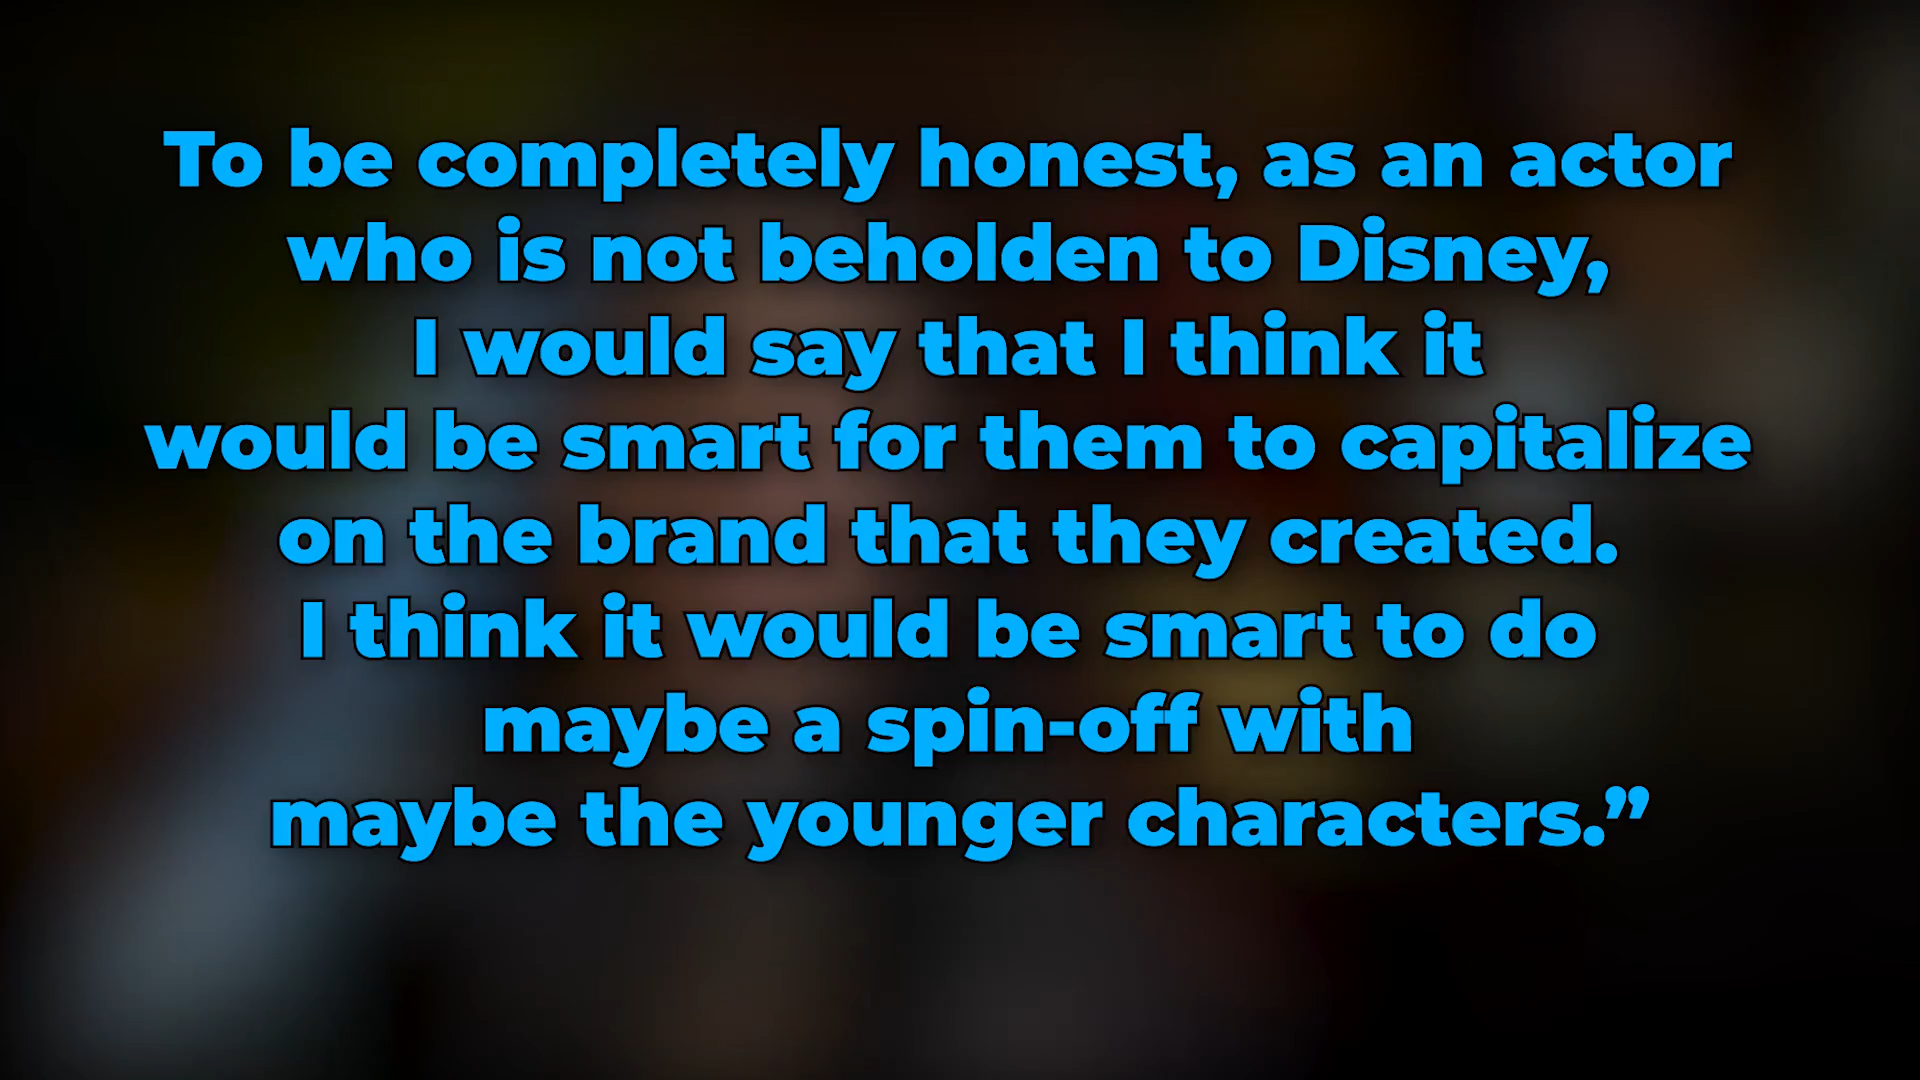 To be completely honest, as an actor
who is not beholden to Disney,
I would say that I think it
would be smart for them to capitalize
on the brand that they created.
I think it would be smart to do
maybe a spin-off with
maybe the younger characters.”